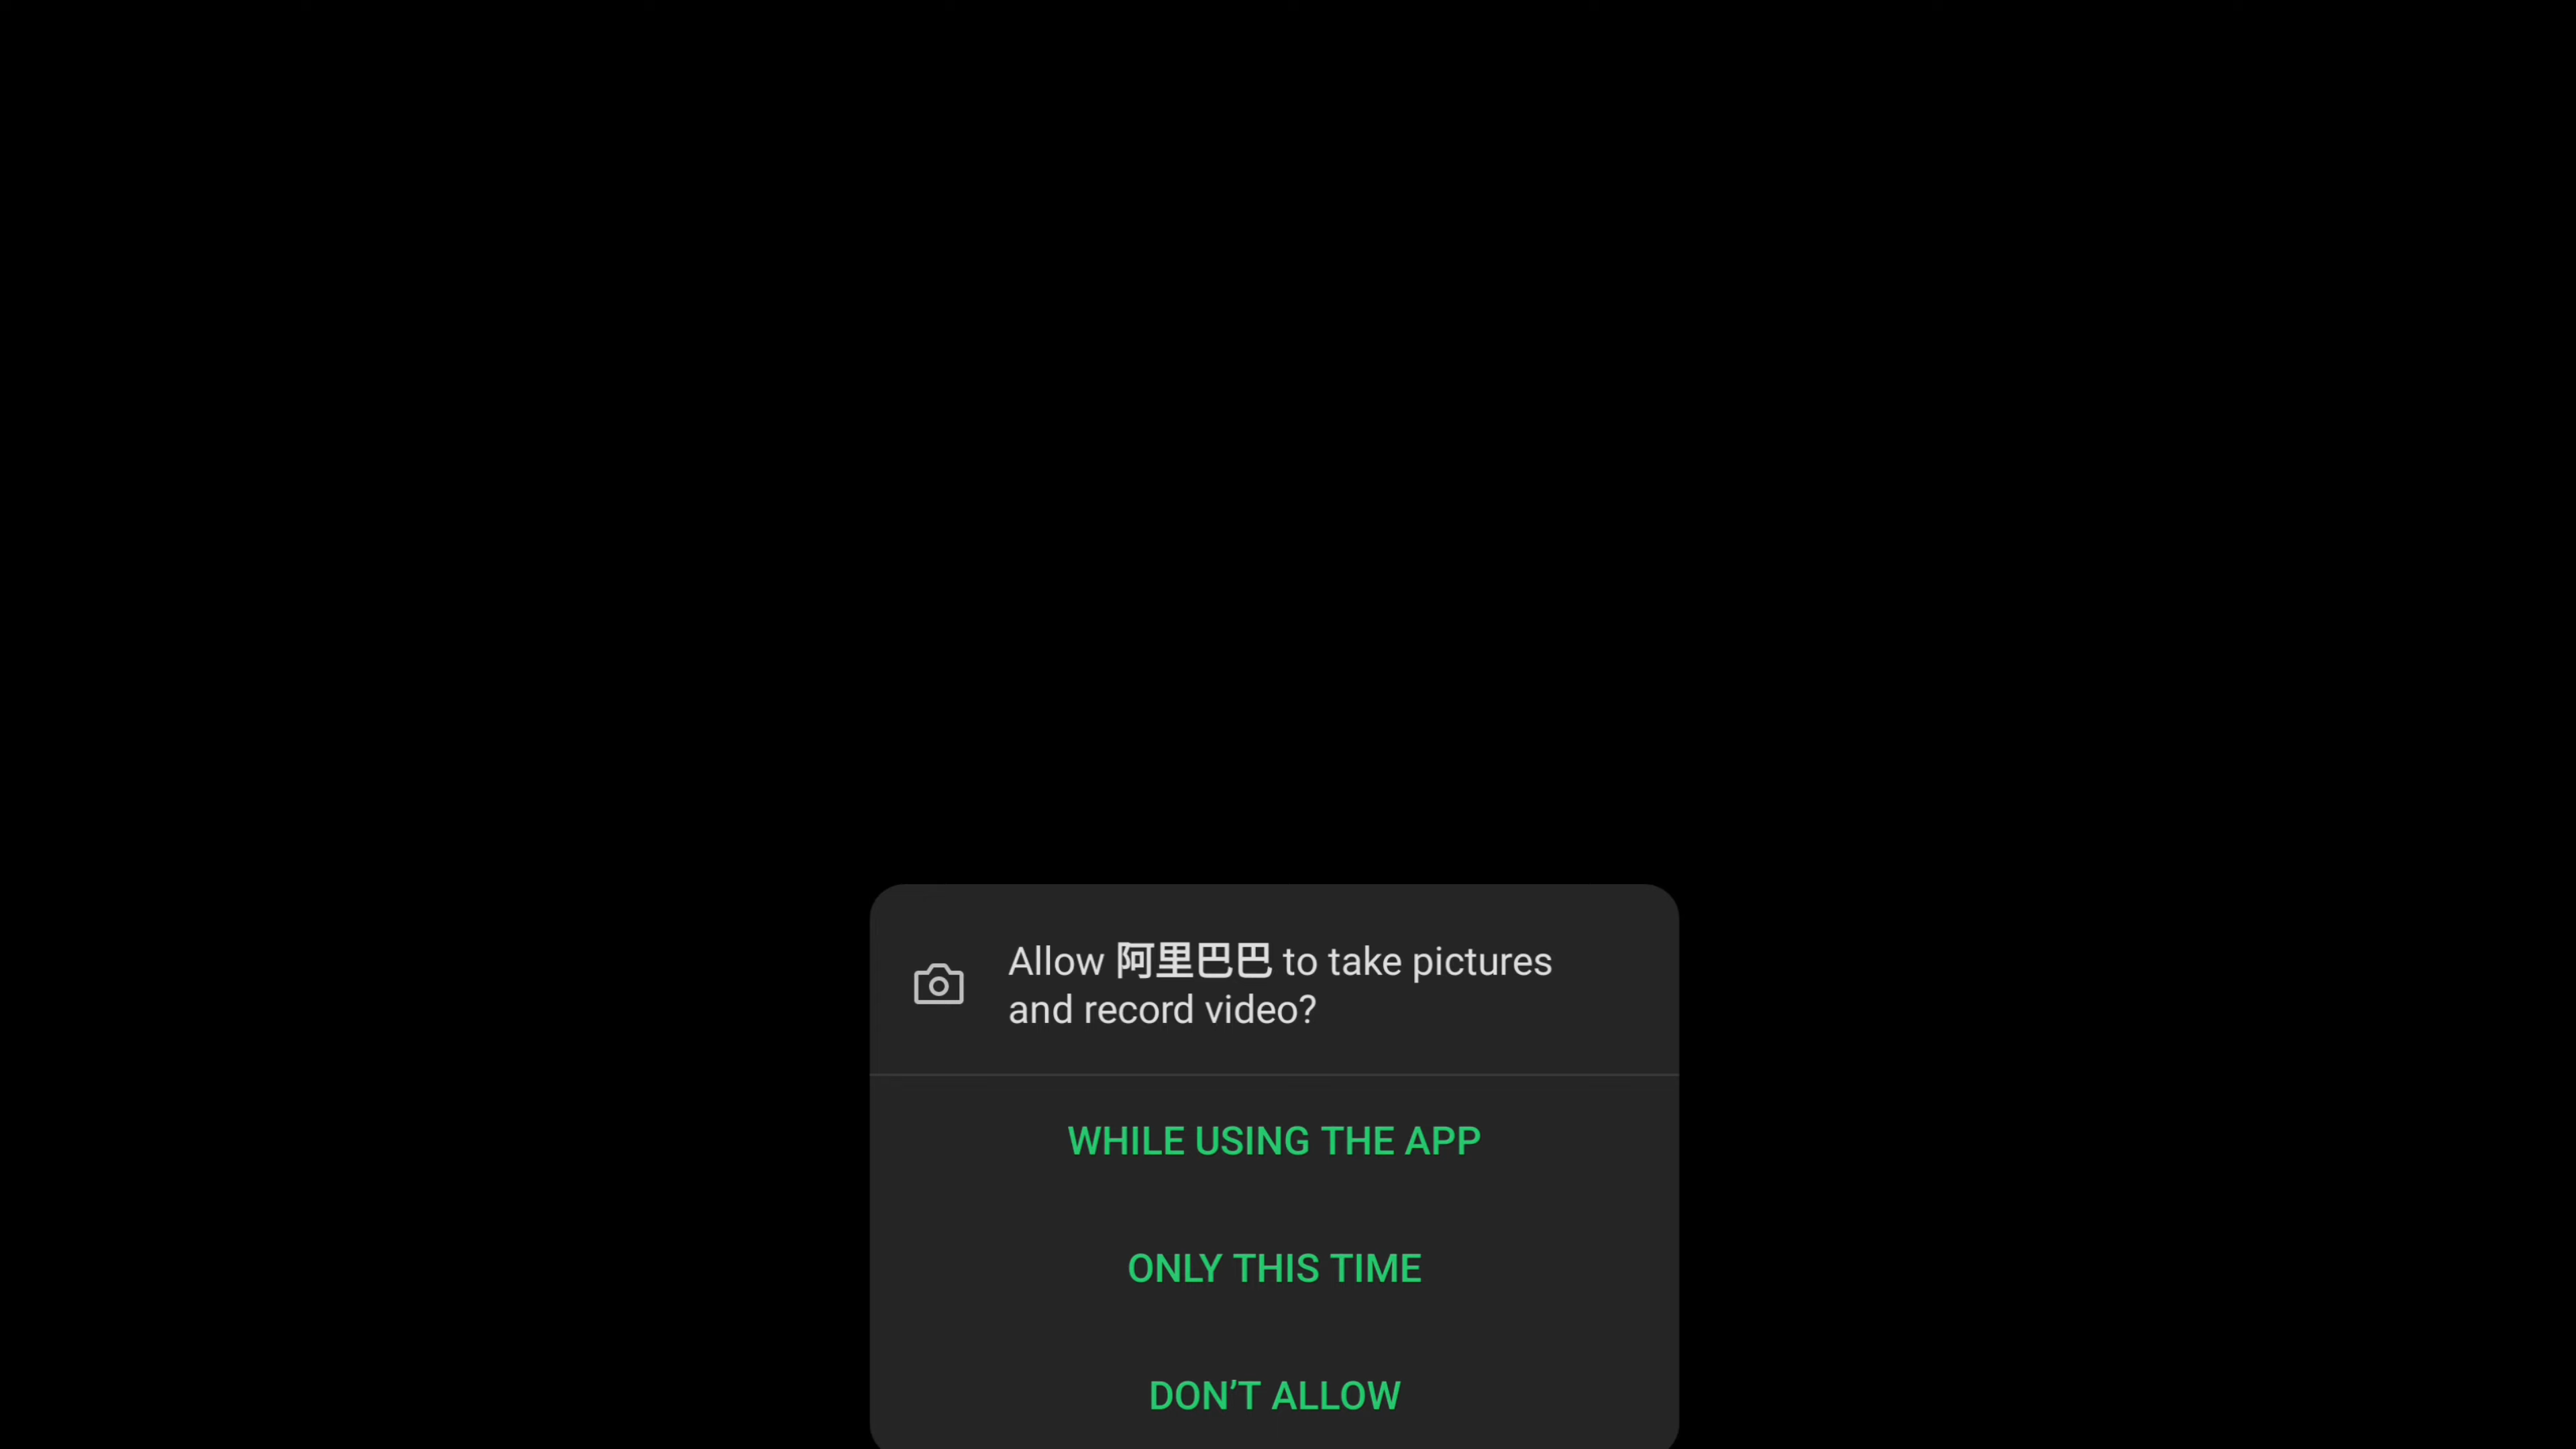 Allow 阿里巴巴 to take pictures
and record video?
WHILE USING THE APP
ONLY THIS TIME
DON’T ALLOW